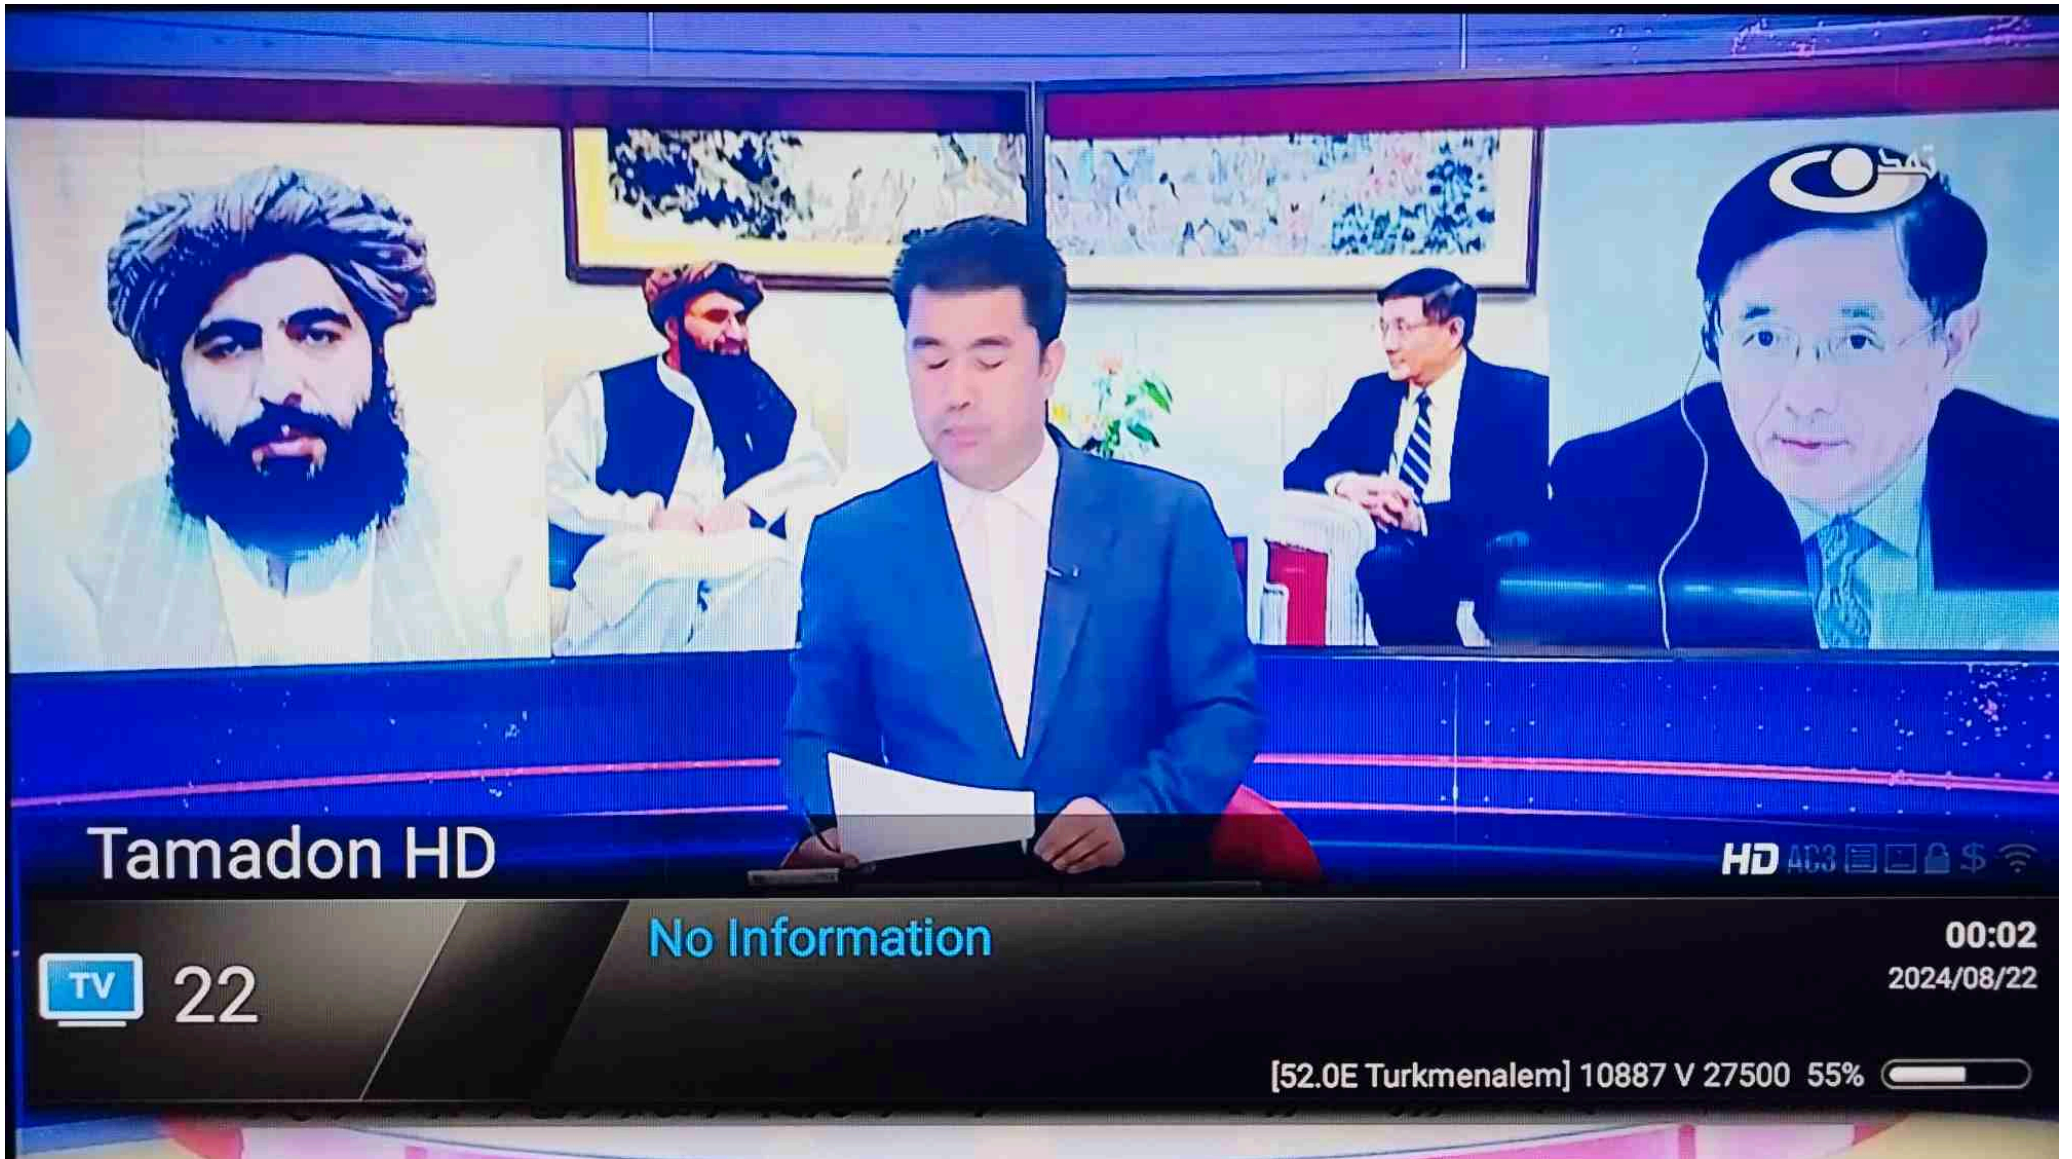 تمدن
Tamadon HD
HD AC3 $
TV 22
No Information
00:02
2024/08/22
[52.0E Turkmenalem] 10887 V 27500 55%